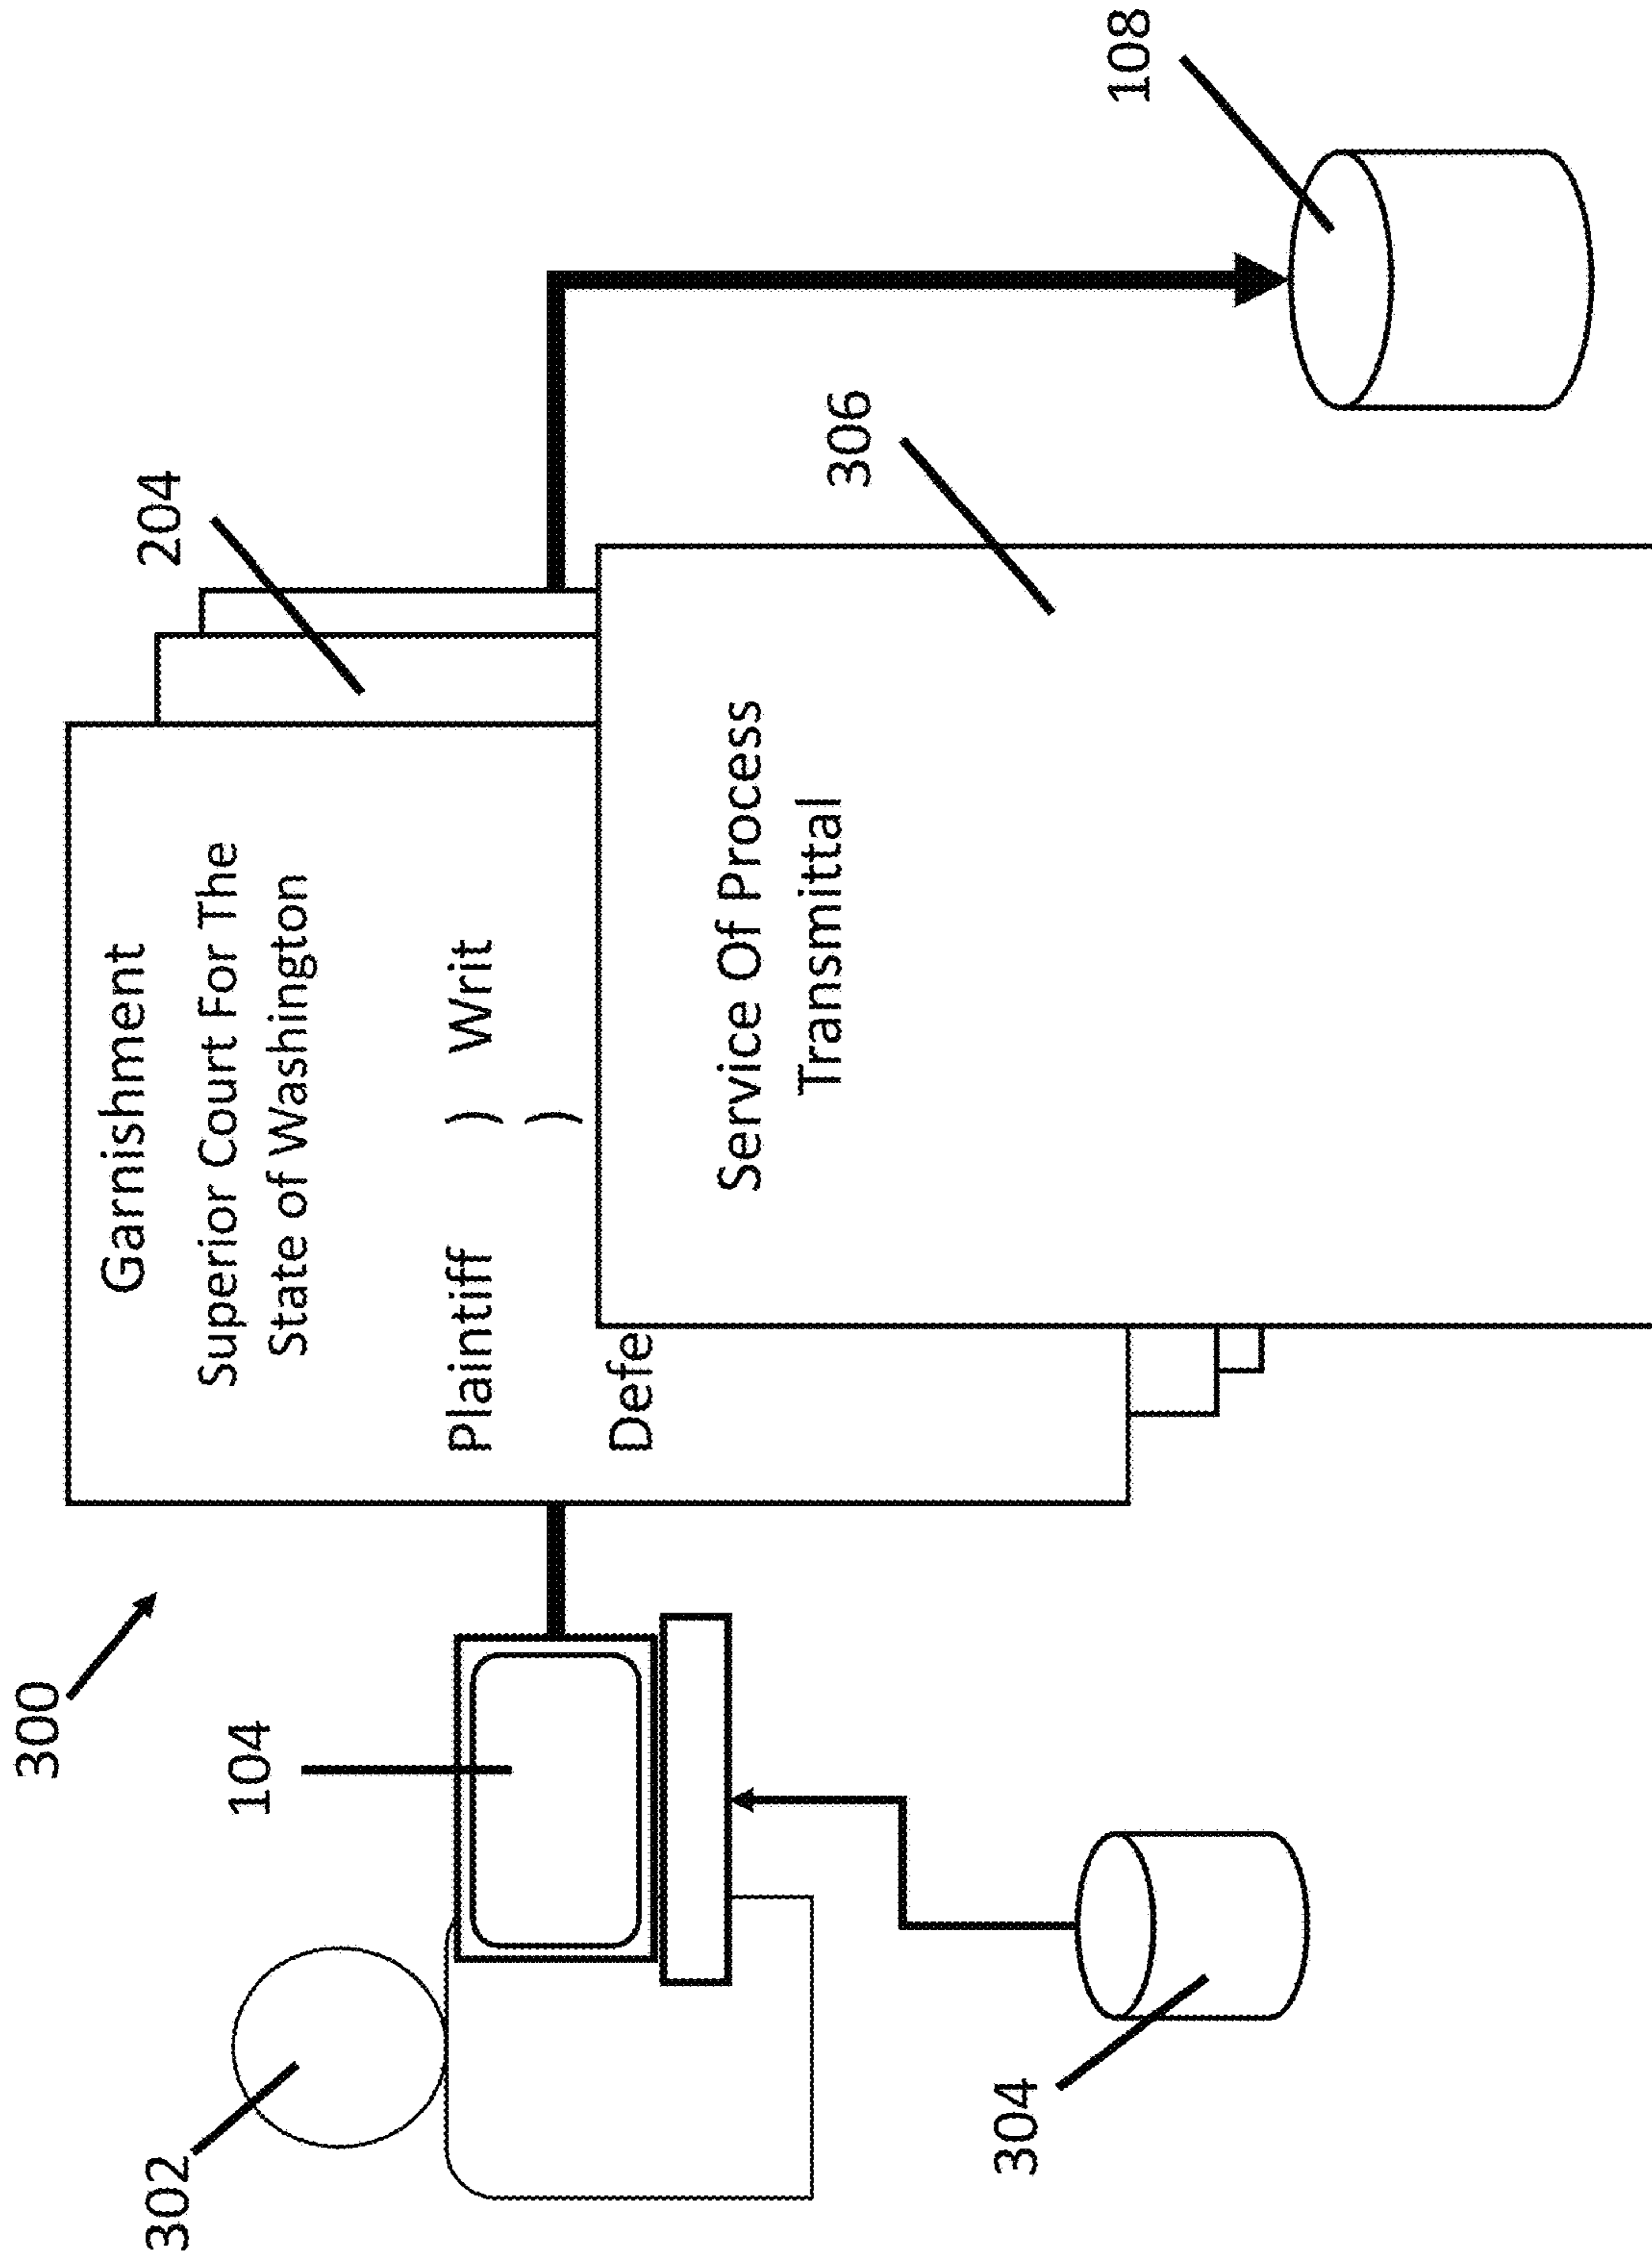 300
204
108
302
104
306
304
Garnishment
Superior Court For The
State of Washington
Plaintiff ) Writ
)
Defe
Service Of Process
Transmittal